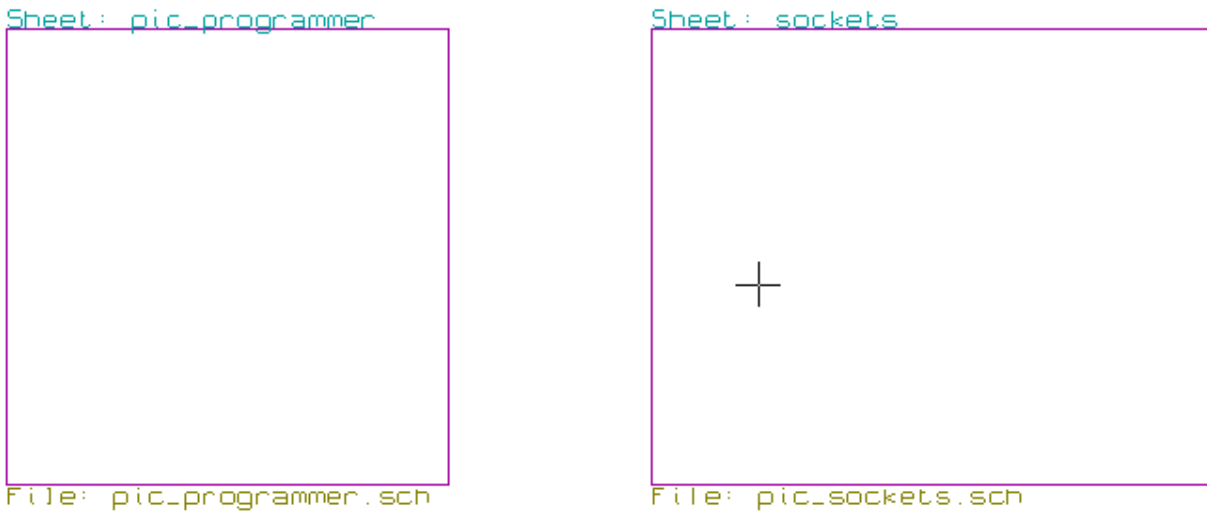 Sheet: pic_programmer
Sheet: sockets
File: pic_programmer.sch
File: pic_sockets.sch